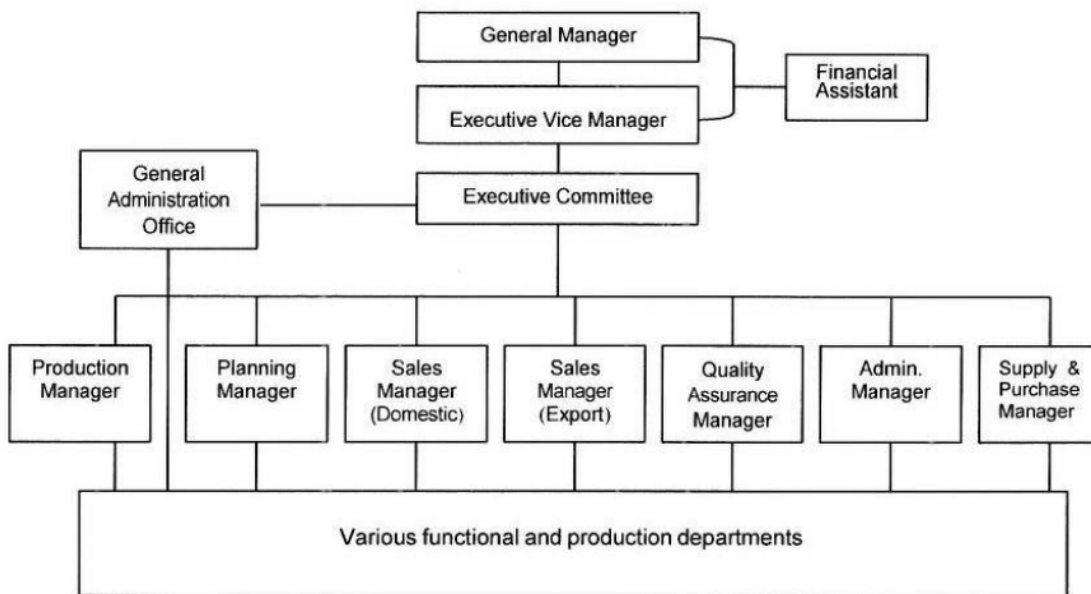 General Manager
Financial
Assistant
Executive Vice Manager
General
Administration
Office
Executive Committee
Production
Manager
Planning
Manager
Sales
Manager
(Domestic)
Sales
Manager
(Export)
Quality
Assurance
Manager
Admin.
Manager
Supply &
Purchase
Manager
Various functional and production departments